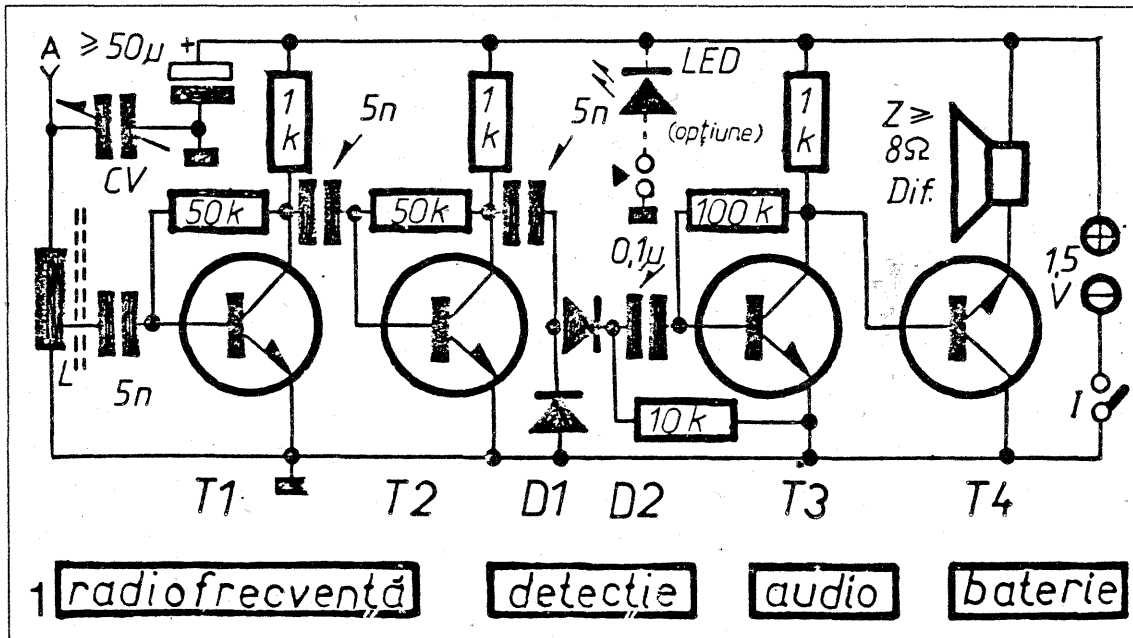 A ≥ 50μ +
CV
1k
5n
1k
5n
LED
(opțiune)
1k
Z ≥
8Ω
Dif.
50k
50k
100k
0,1μ
1,5
V
L
5n
10k
I
T1
T2
D1
D2
T3
T4
1
radiofrecvență
detecție
audio
baterie